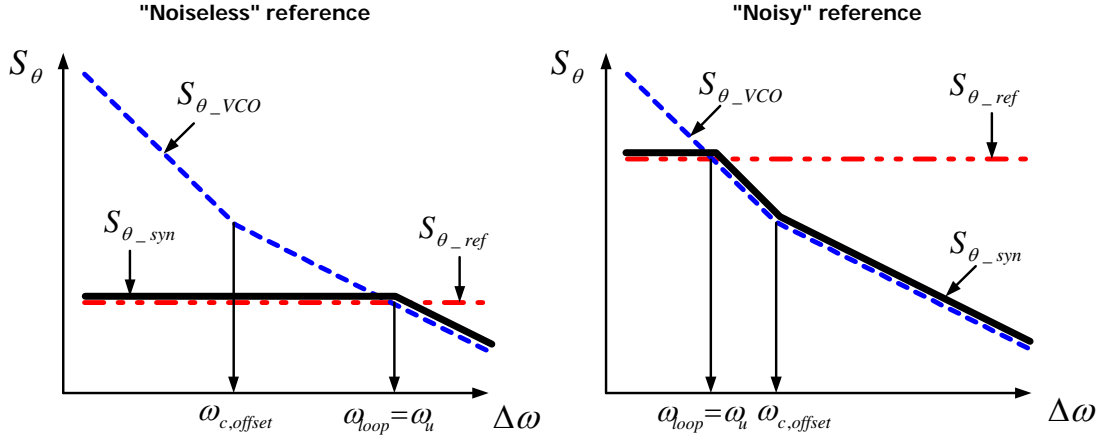 "Noiseless" reference
S_θ
S_θ_VCO
S_θ_syn
S_θ_ref
ω_c,offset
ω_loop=ω_u
Δω
"Noisy" reference
S_θ
S_θ_VCO
S_θ_ref
S_θ_syn
ω_loop=ω_u
ω_c,offset
Δω